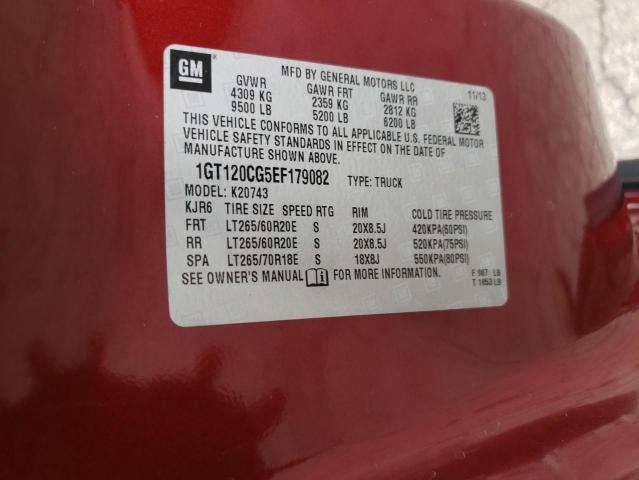 GM
MFD BY GENERAL MOTORS LLC
11/13
GVWR GAWR FRT GAWR RR
4309 KG 2359 KG 2812 KG
9500 LB 5200 LB 6200 LB
THIS VEHICLE CONFORMS TO ALL APPLICABLE U.S. FEDERAL MOTOR
VEHICLE SAFETY STANDARDS IN EFFECT ON THE DATE OF
MANUFACTURE SHOWN ABOVE.
1GT120CG5EF179082 TYPE: TRUCK
MODEL: K20743
KJR6 TIRE SIZE SPEED RTG RIM COLD TIRE PRESSURE
FRT LT265/60R20E S 20X8.5J 420KPA(60PSI)
RR LT265/60R20E S 20X8.5J 520KPA(75PSI)
SPA LT265/70R18E S 18X8J 550KPA(80PSI)
SEE OWNER'S MANUAL FOR MORE INFORMATION.
F 987 LB
T 1853 LB